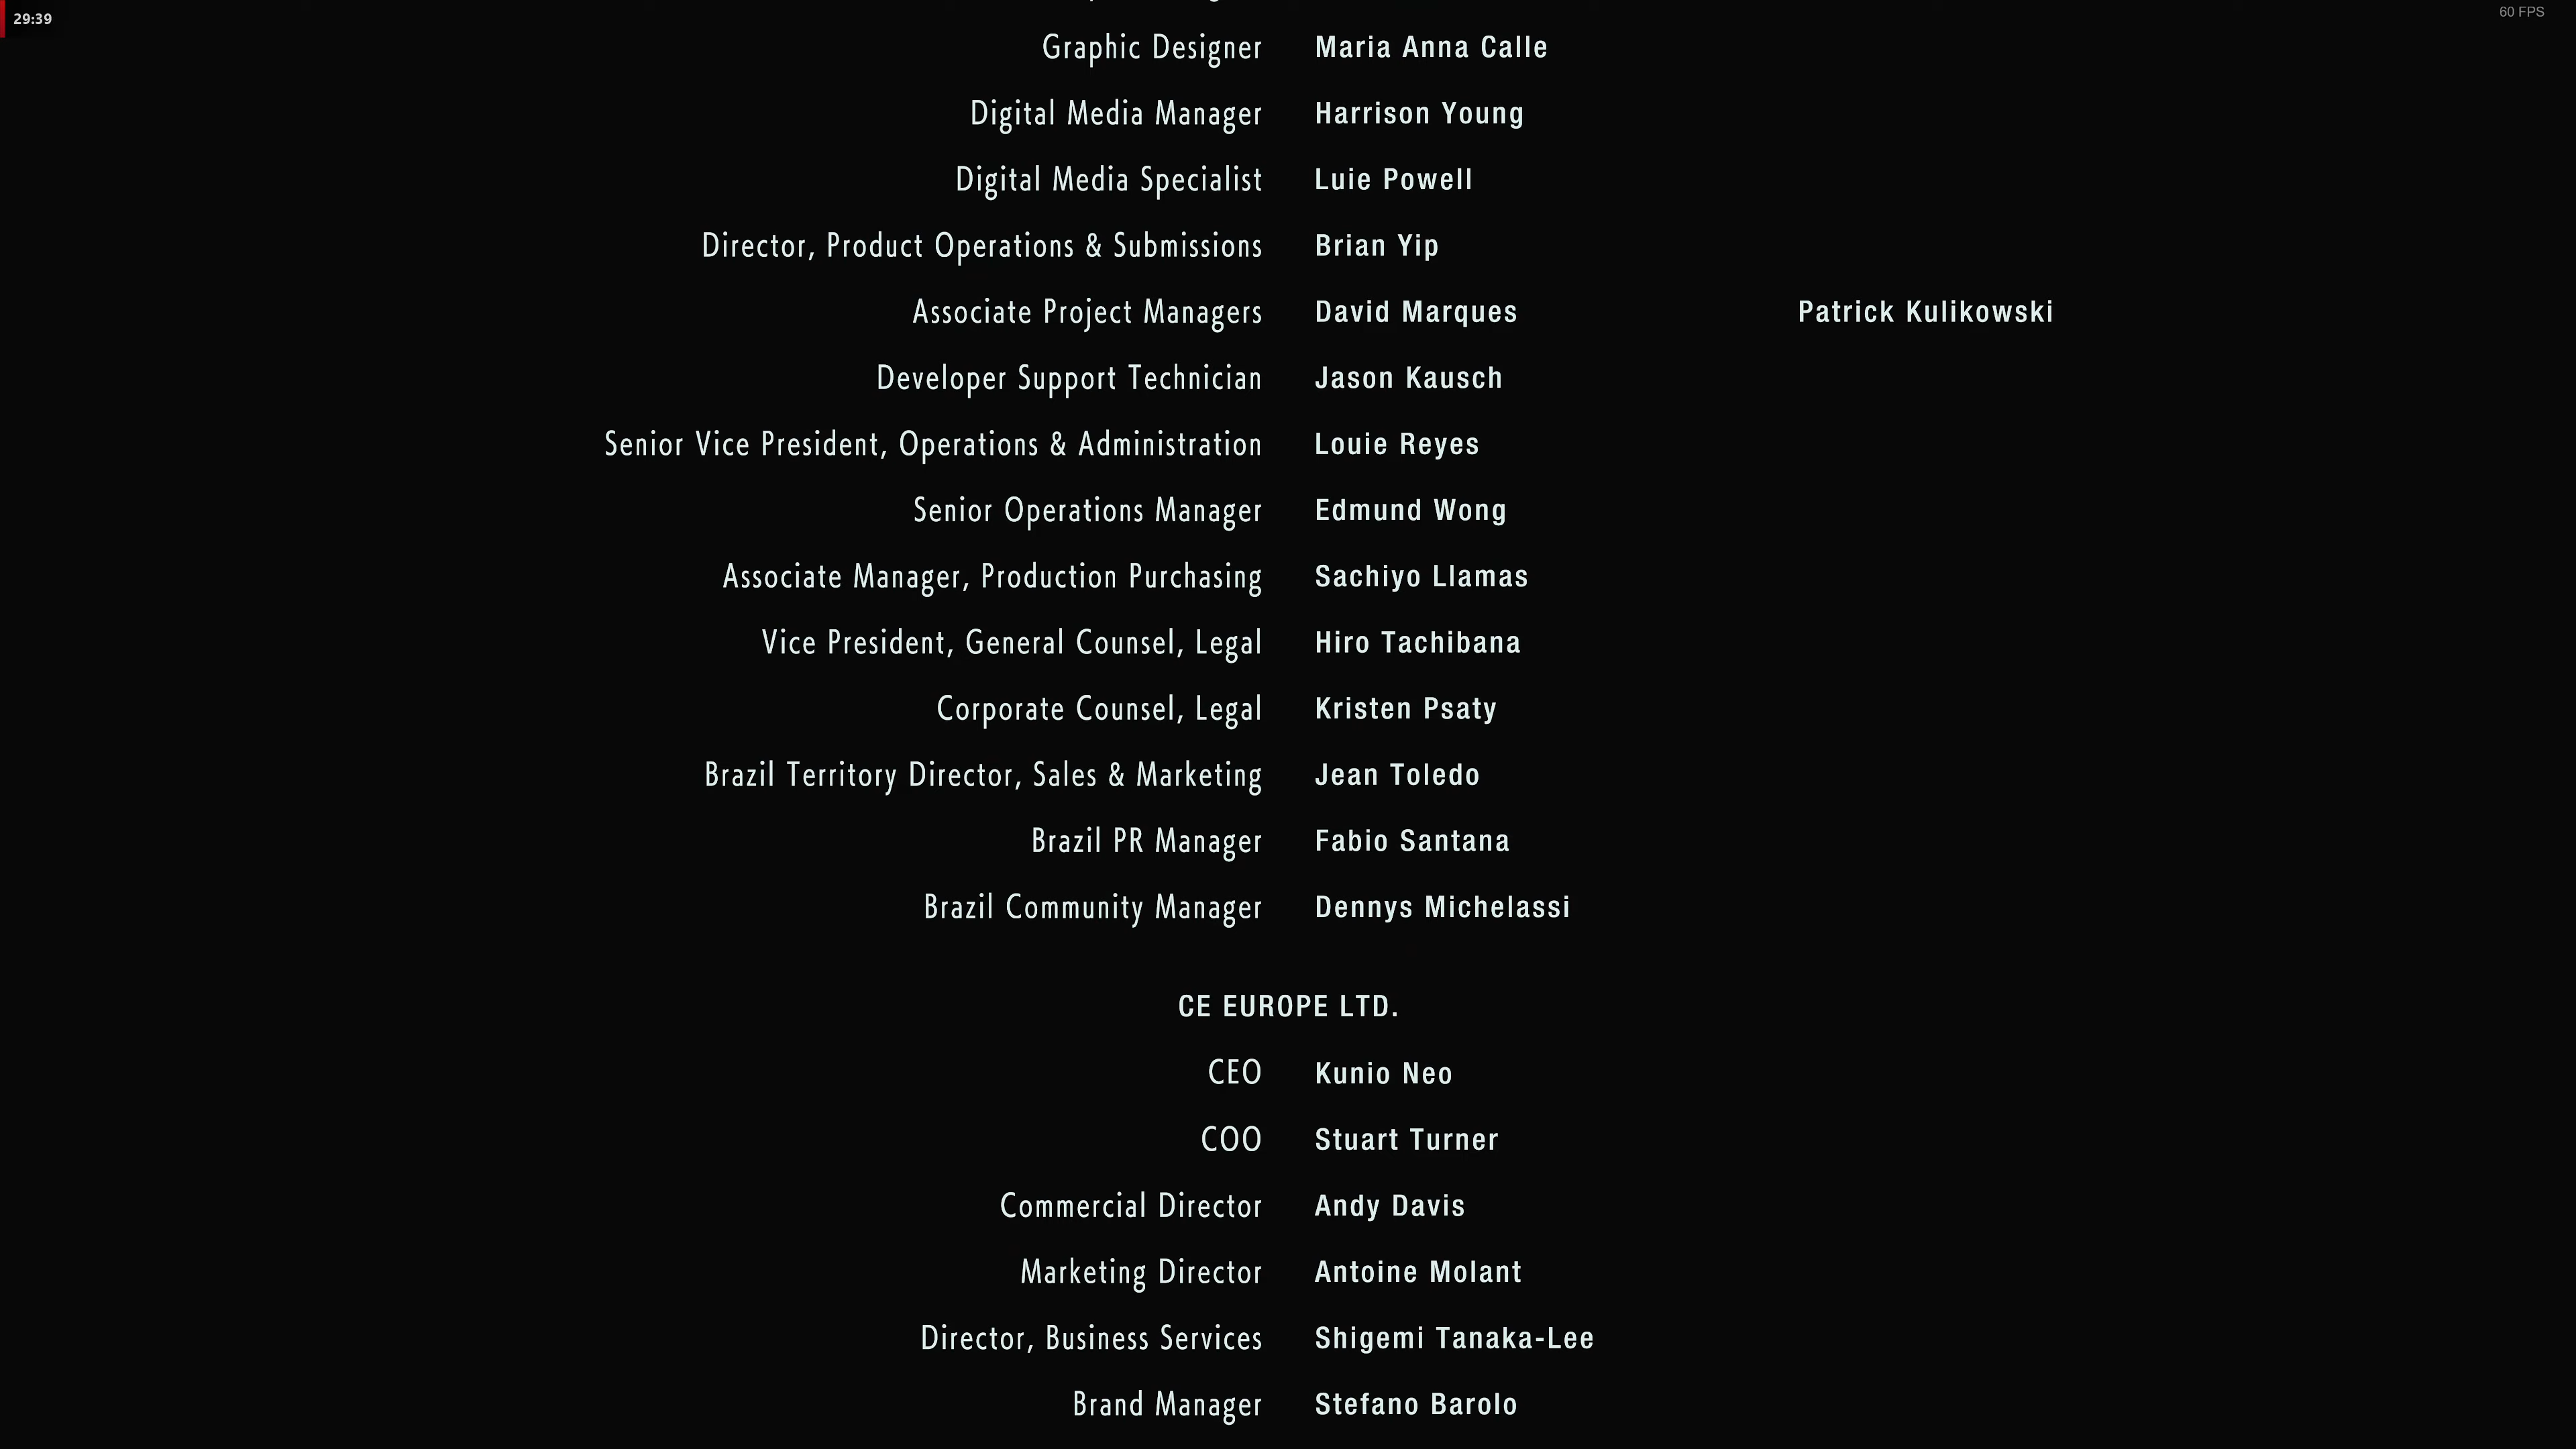 29:39
60 FPS
Graphic Designer Maria Anna Calle
Digital Media Manager Harrison Young
Digital Media Specialist Luie Powell
Director, Product Operations & Submissions Brian Yip
Associate Project Managers David Marques Patrick Kulikowski
Developer Support Technician Jason Kausch
Senior Vice President, Operations & Administration Louie Reyes
Senior Operations Manager Edmund Wong
Associate Manager, Production Purchasing Sachiyo Llamas
Vice President, General Counsel, Legal Hiro Tachibana
Corporate Counsel, Legal Kristen Psaty
Brazil Territory Director, Sales & Marketing Jean Toledo
Brazil PR Manager Fabio Santana
Brazil Community Manager Dennys Michelassi
CE EUROPE LTD.
CEO Kunio Neo
COO Stuart Turner
Commercial Director Andy Davis
Marketing Director Antoine Molant
Director, Business Services Shigemi Tanaka-Lee
Brand Manager Stefano Barolo